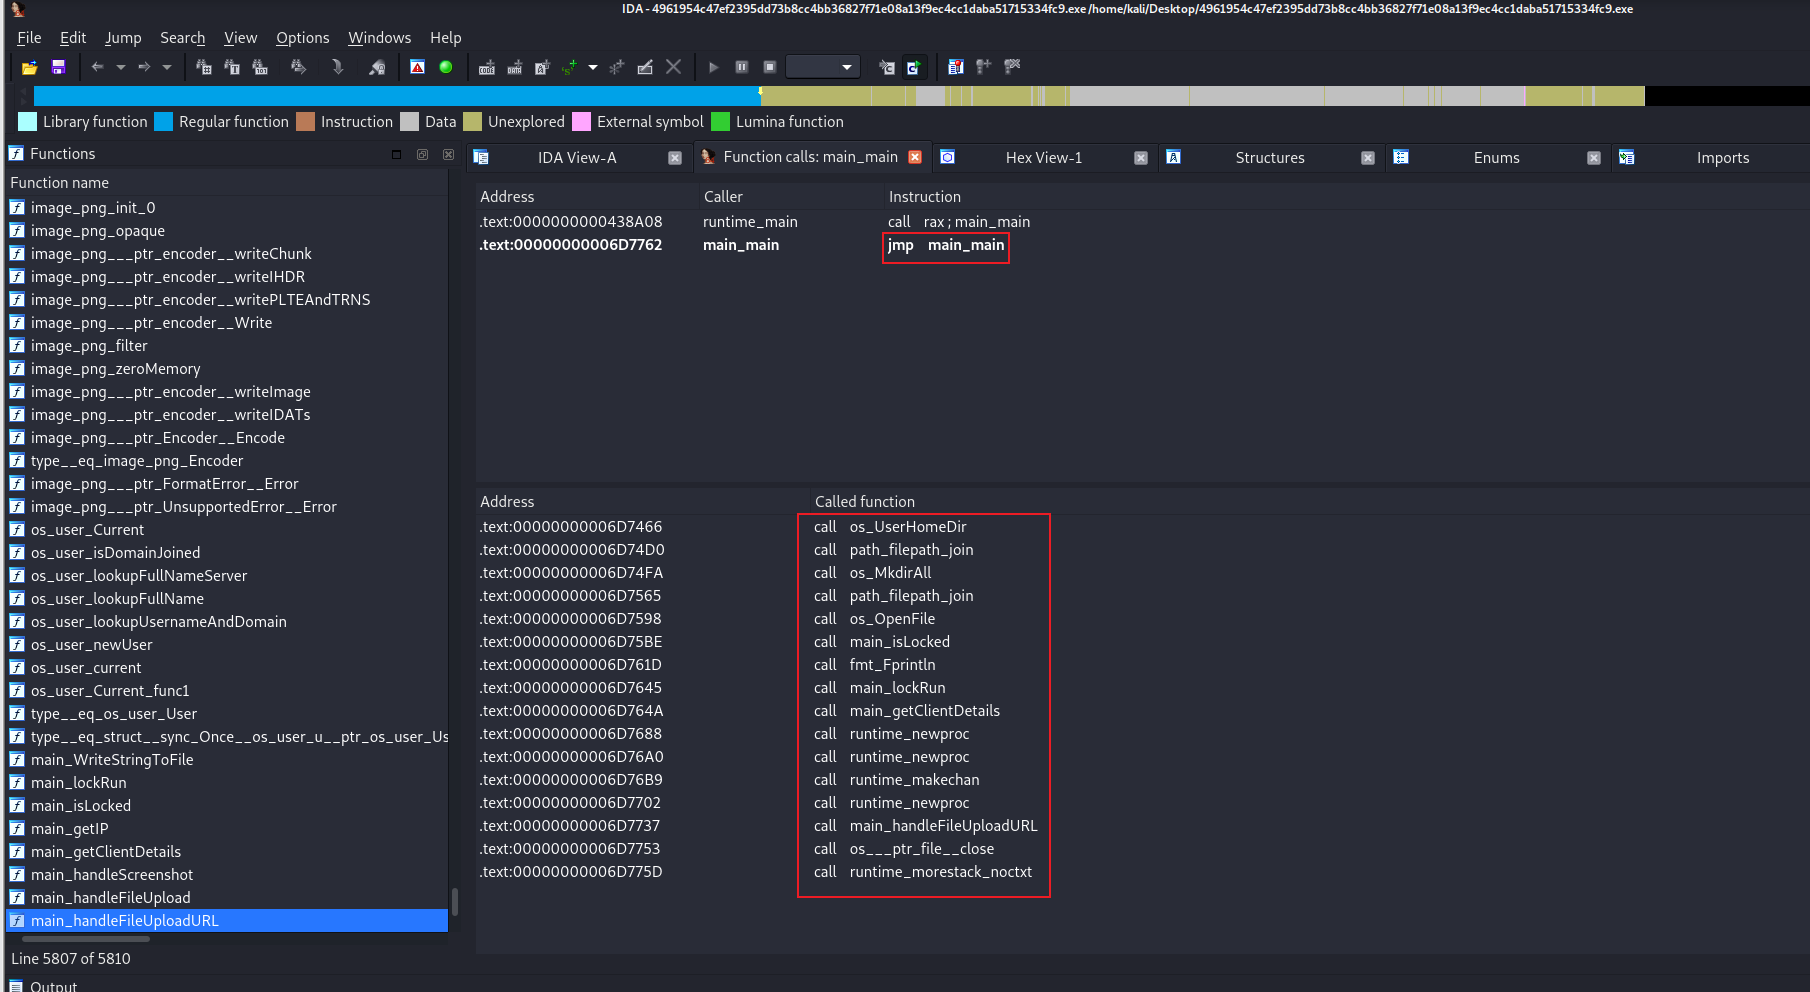 IDA - 4961954c47ef2395dd73b8cc4bb36827f71e08a13f9ec4cc1daba51715334fc9.exe /home/kali/Desktop/4961954c47ef2395dd73b8cc4bb36827f71e08a13f9ec4cc1daba51715334fc9.exe
File Edit Jump Search View Options Windows Help
Library function Regular function Instruction Data Unexplored External symbol Lumina function
Functions
Function name
image_png_init_0
image_png_opaque
image_png___ptr_encoder__writeChunk
image_png___ptr_encoder__writeIHDR
image_png___ptr_encoder__writePLTEAndTRNS
image_png___ptr_encoder__Write
image_png_filter
image_png_zeroMemory
image_png___ptr_encoder__writeImage
image_png___ptr_encoder__writeIDATs
image_png___ptr_Encoder__Encode
type__eq_image_png_Encoder
image_png___ptr_FormatError__Error
image_png___ptr_UnsupportedError__Error
os_user_Current
os_user_isDomainJoined
os_user_lookupFullNameServer
os_user_lookupFullName
os_user_lookupUsernameAndDomain
os_user_newUser
os_user_current
os_user_Current_func1
type__eq_os_user_User
type__eq_struct__sync_Once__os_user_u__ptr_os_user_Us
main_WriteStringToFile
main_lockRun
main_isLocked
main_getIP
main_getClientDetails
main_handleScreenshot
main_handleFileUpload
main_handleFileUploadURL
Line 5807 of 5810
Output
IDA View-A Function calls: main_main Hex View-1 Structures Enums Imports
Address Caller Instruction
.text:0000000000438A08 runtime_main call rax ; main_main
.text:00000000006D7762 main_main jmp main_main
Address Called function
.text:00000000006D7466 call os_UserHomeDir
.text:00000000006D74D0 call path_filepath_join
.text:00000000006D74FA call os_MkdirAll
.text:00000000006D7565 call path_filepath_join
.text:00000000006D7598 call os_OpenFile
.text:00000000006D75BE call main_isLocked
.text:00000000006D761D call fmt_Fprintln
.text:00000000006D7645 call main_lockRun
.text:00000000006D764A call main_getClientDetails
.text:00000000006D7688 call runtime_newproc
.text:00000000006D76A0 call runtime_newproc
.text:00000000006D76B9 call runtime_makechan
.text:00000000006D7702 call runtime_newproc
.text:00000000006D7737 call main_handleFileUploadURL
.text:00000000006D7753 call os___ptr_file__close
.text:00000000006D775D call runtime_morestack_noctxt